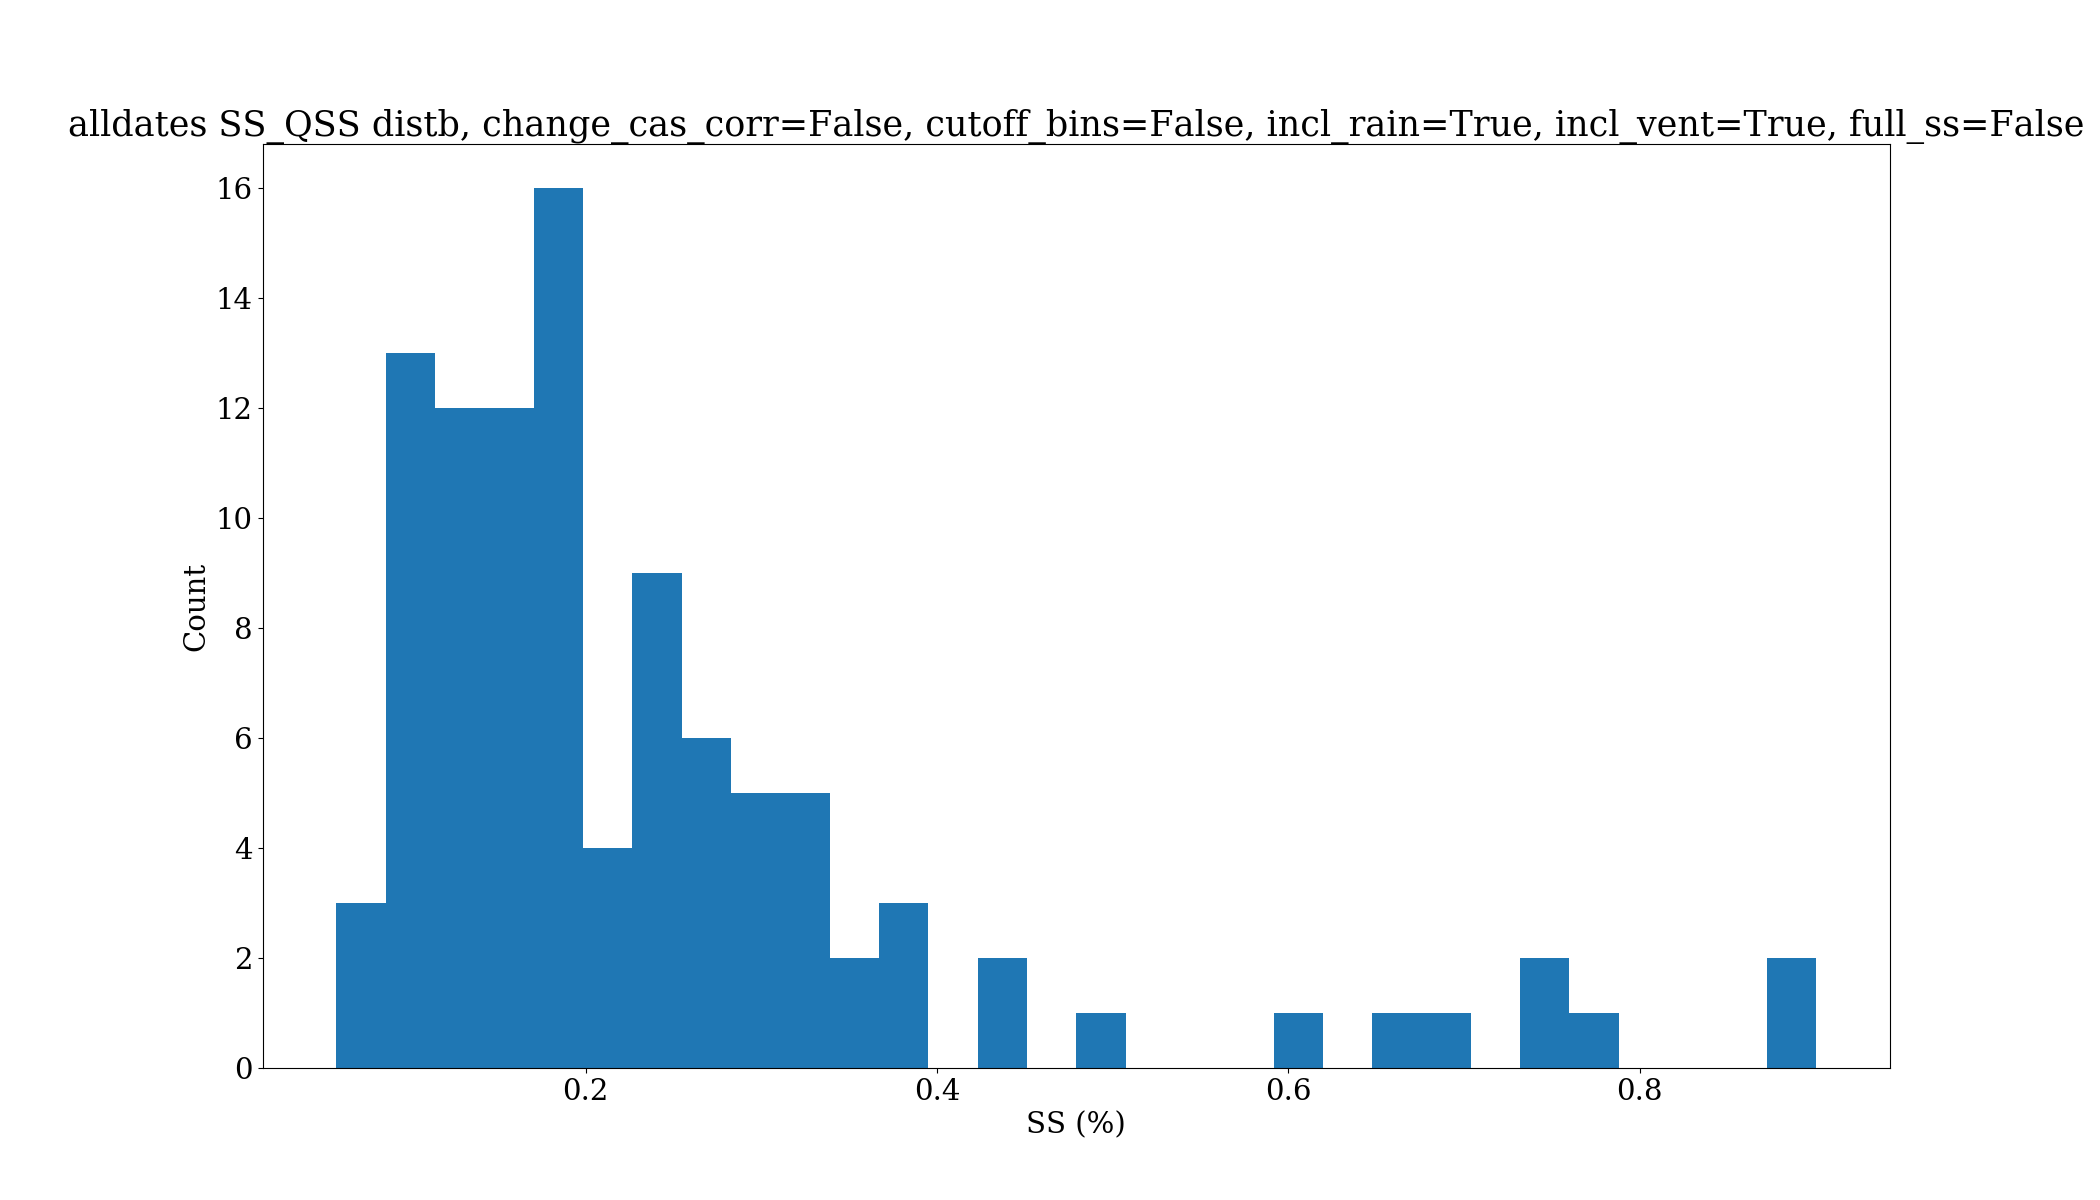 alldates SS_QSS distb, change_cas_corr=False, cutoff_bins=False, incl_rain=True, incl_vent=True, full_ss=False
16
14
12
10
8
6
4
2
0
Count
0.2 0.4 0.6 0.8
SS (%)